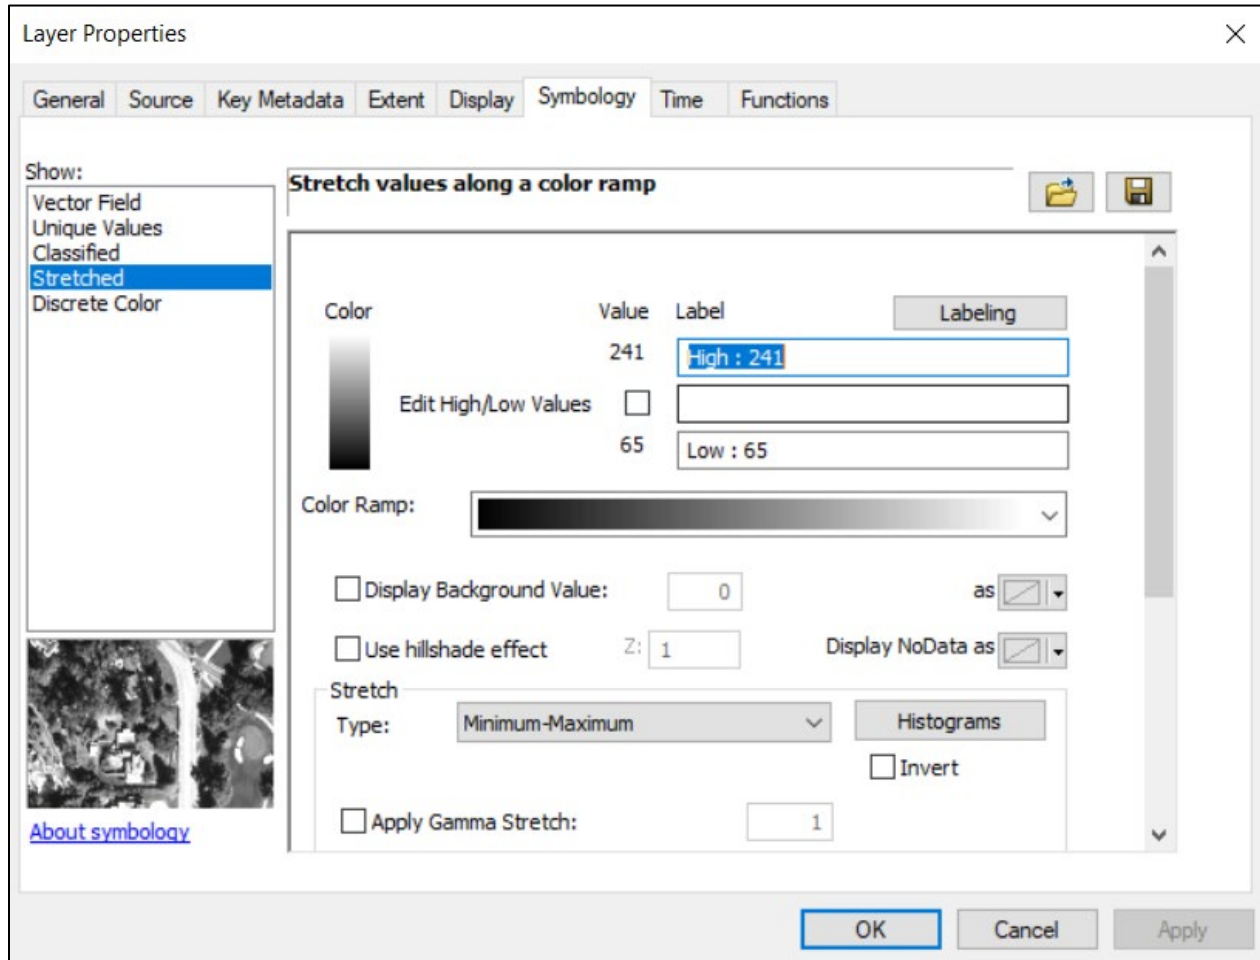 Layer Properties
General Source Key Metadata Extent Display Symbology Time Functions
Show:
Vector Field
Unique Values
Classified
Stretched
Discrete Color
About symbology
Stretch values along a color ramp
Color Value Label Labeling
241 High : 241
Edit High/Low Values
65 Low : 65
Color Ramp:
Display Background Value: 0 as
Use hillshade effect Z: 1 Display NoData as
Stretch
Type: Minimum-Maximum Histograms
Invert
Apply Gamma Stretch: 1
OK Cancel Apply